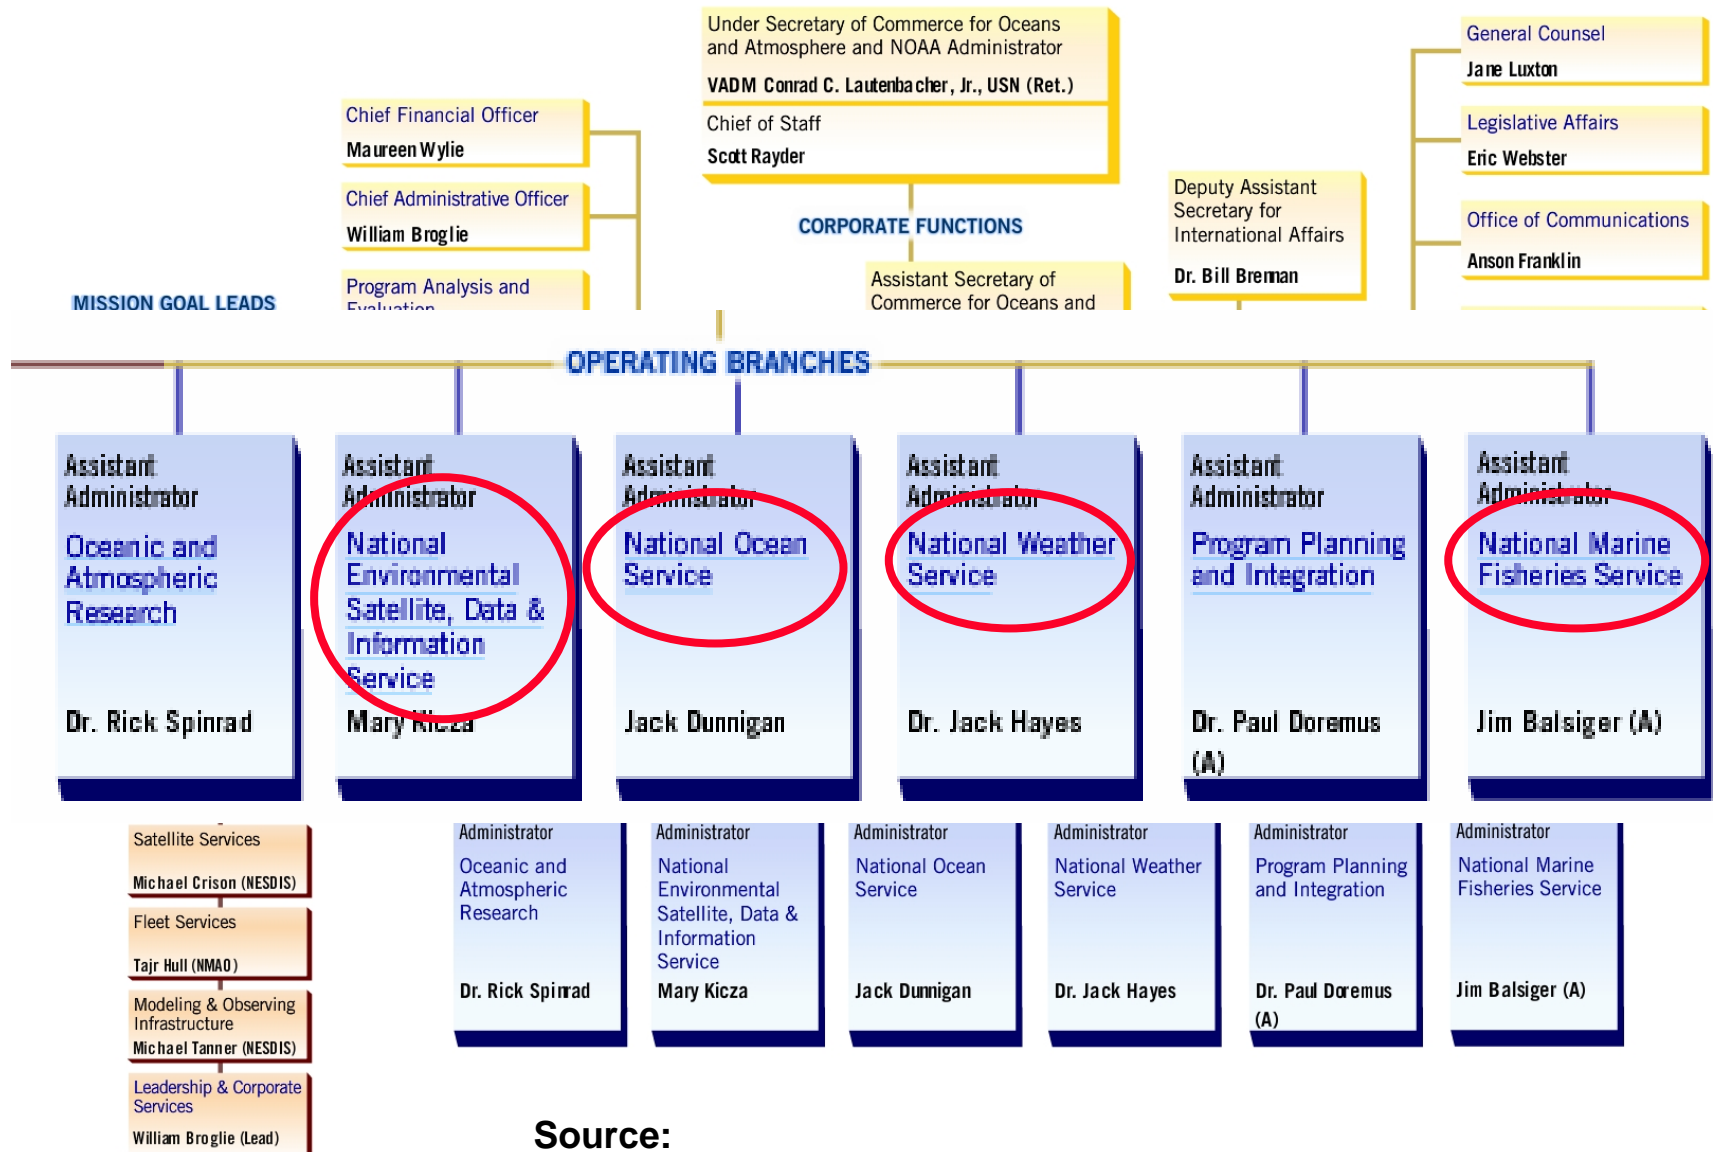 Under Secretary of Commerce for Oceans
and Atmosphere and NOAA Administrator
VADM Conrad C. Lautenbacher, Jr., USN (Ret.)
Chief of Staff
Scott Rayder
General Counsel
Jane Luxton
Chief Financial Officer
Maureen Wylie
Legislative Affairs
Eric Webster
Chief Administrative Officer
William Broglie
CORPORATE FUNCTIONS
Deputy Assistant
Secretary for
International Affairs
Dr. Bill Brennan
Office of Communications
Anson Franklin
Program Analysis and
Evaluation
Assistant Secretary of
Commerce for Oceans and
MISSION GOAL LEADS
OPERATING BRANCHES
Assistant
Administrator
Oceanic and
Atmospheric
Research
Dr. Rick Spinrad
Assistant
Administrator
National
Environmental
Satellite, Data &
Information
Service
Mary Kicza
Assistant
Administrator
National Ocean
Service
Jack Dunnigan
Assistant
Administrator
National Weather
Service
Dr. Jack Hayes
Assistant
Administrator
Program Planning
and Integration
Dr. Paul Doremus
(A)
Assistant
Administrator
National Marine
Fisheries Service
Jim Balsiger (A)
Satellite Services
Michael Crison (NESDIS)
Fleet Services
Tajr Hull (NMAO)
Modeling & Observing
Infrastructure
Michael Tanner (NESDIS)
Leadership & Corporate
Services
William Broglie (Lead)
Administrator
Oceanic and
Atmospheric
Research
Dr. Rick Spinrad
Administrator
National
Environmental
Satellite, Data &
Information
Service
Mary Kicza
Administrator
National Ocean
Service
Jack Dunnigan
Administrator
National Weather
Service
Dr. Jack Hayes
Administrator
Program Planning
and Integration
Dr. Paul Doremus
(A)
Administrator
National Marine
Fisheries Service
Jim Balsiger (A)
Source: